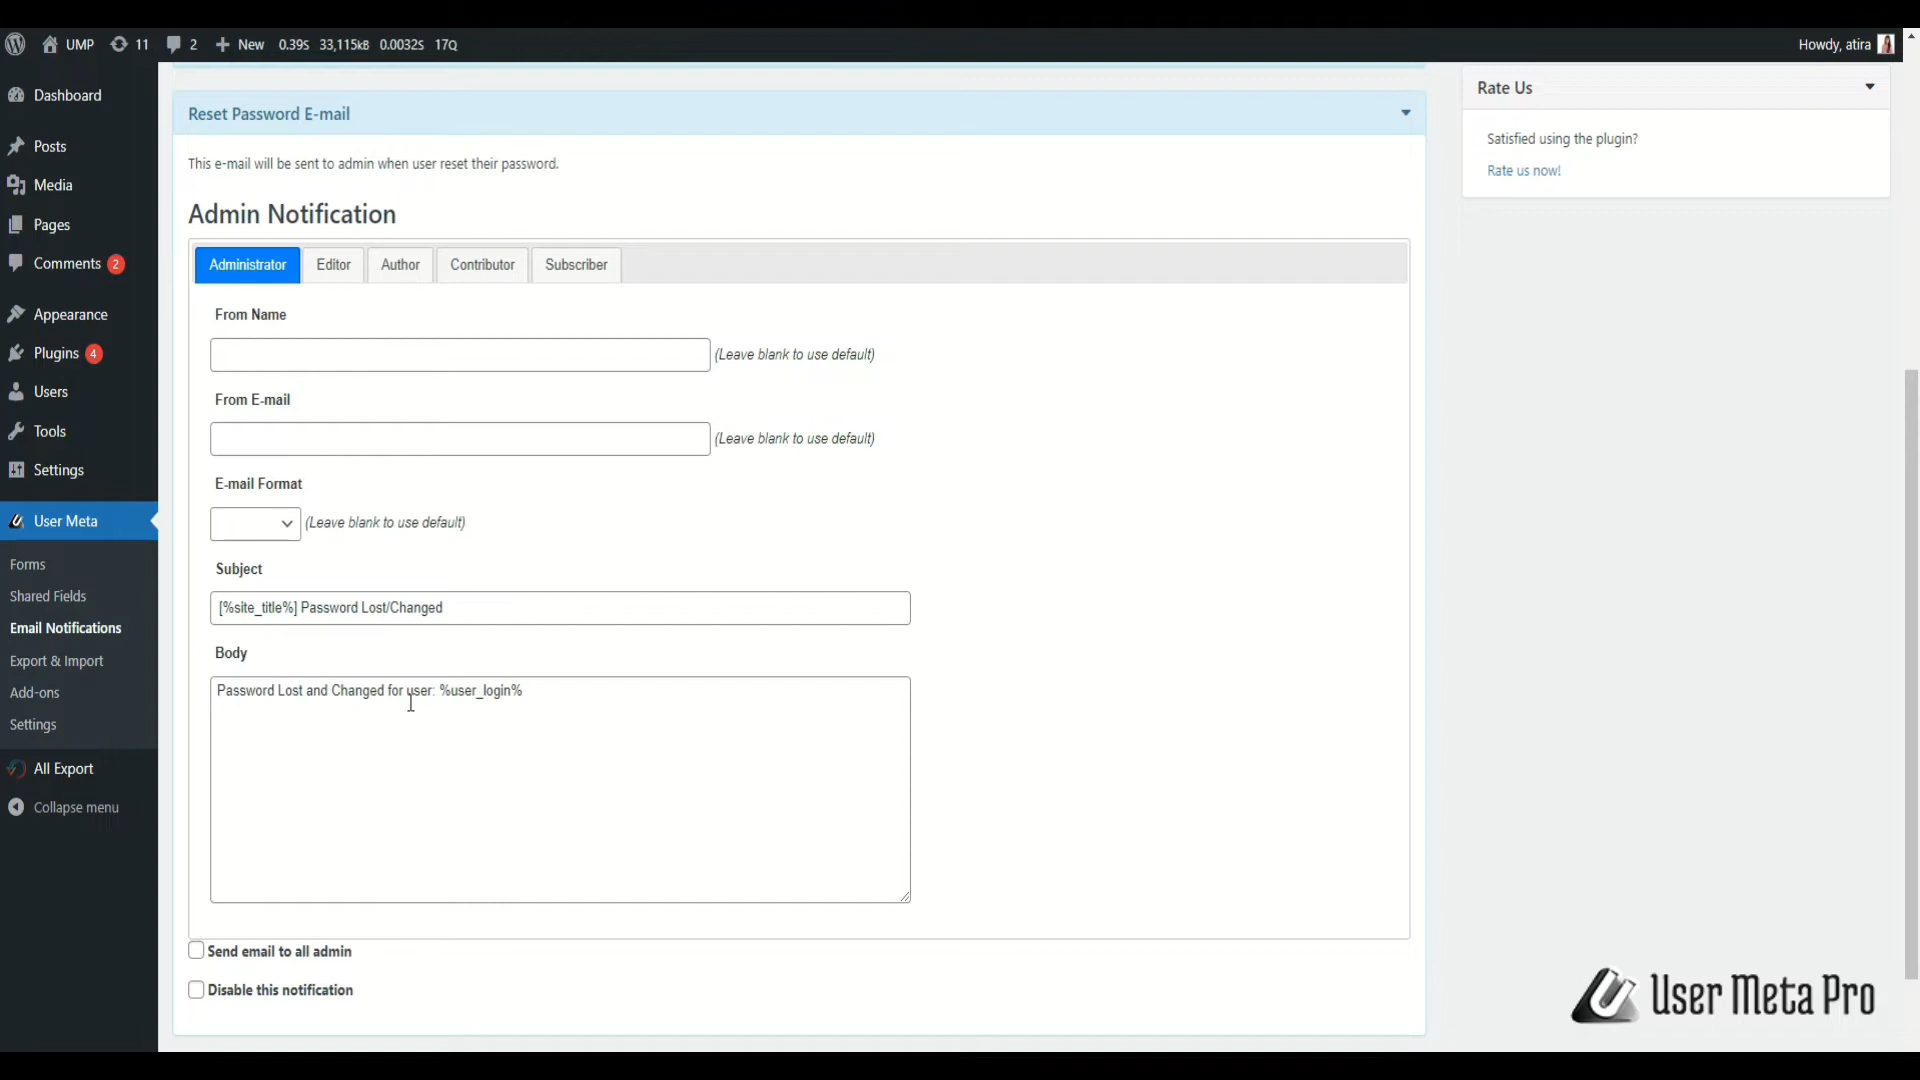 UMP 11 2 New 0.39S 33,115kB 0.0032S 17Q Howdy, atira
Dashboard
Posts
Media
Pages
Comments 2
Appearance
Plugins 4
Users
Tools
Settings
User Meta
Forms
Shared Fields
Email Notifications
Export & Import
Add-ons
Settings
All Export
Collapse menu
Reset Password E-mail
This e-mail will be sent to admin when user reset their password.
Admin Notification
Administrator Editor Author Contributor Subscriber
From Name
(Leave blank to use default)
From E-mail
(Leave blank to use default)
E-mail Format
(Leave blank to use default)
Subject
[%site_title%] Password Lost/Changed
Body
Password Lost and Changed for user: %user_login%
Send email to all admin
Disable this notification
Rate Us
Satisfied using the plugin?
Rate us now!
User Meta Pro